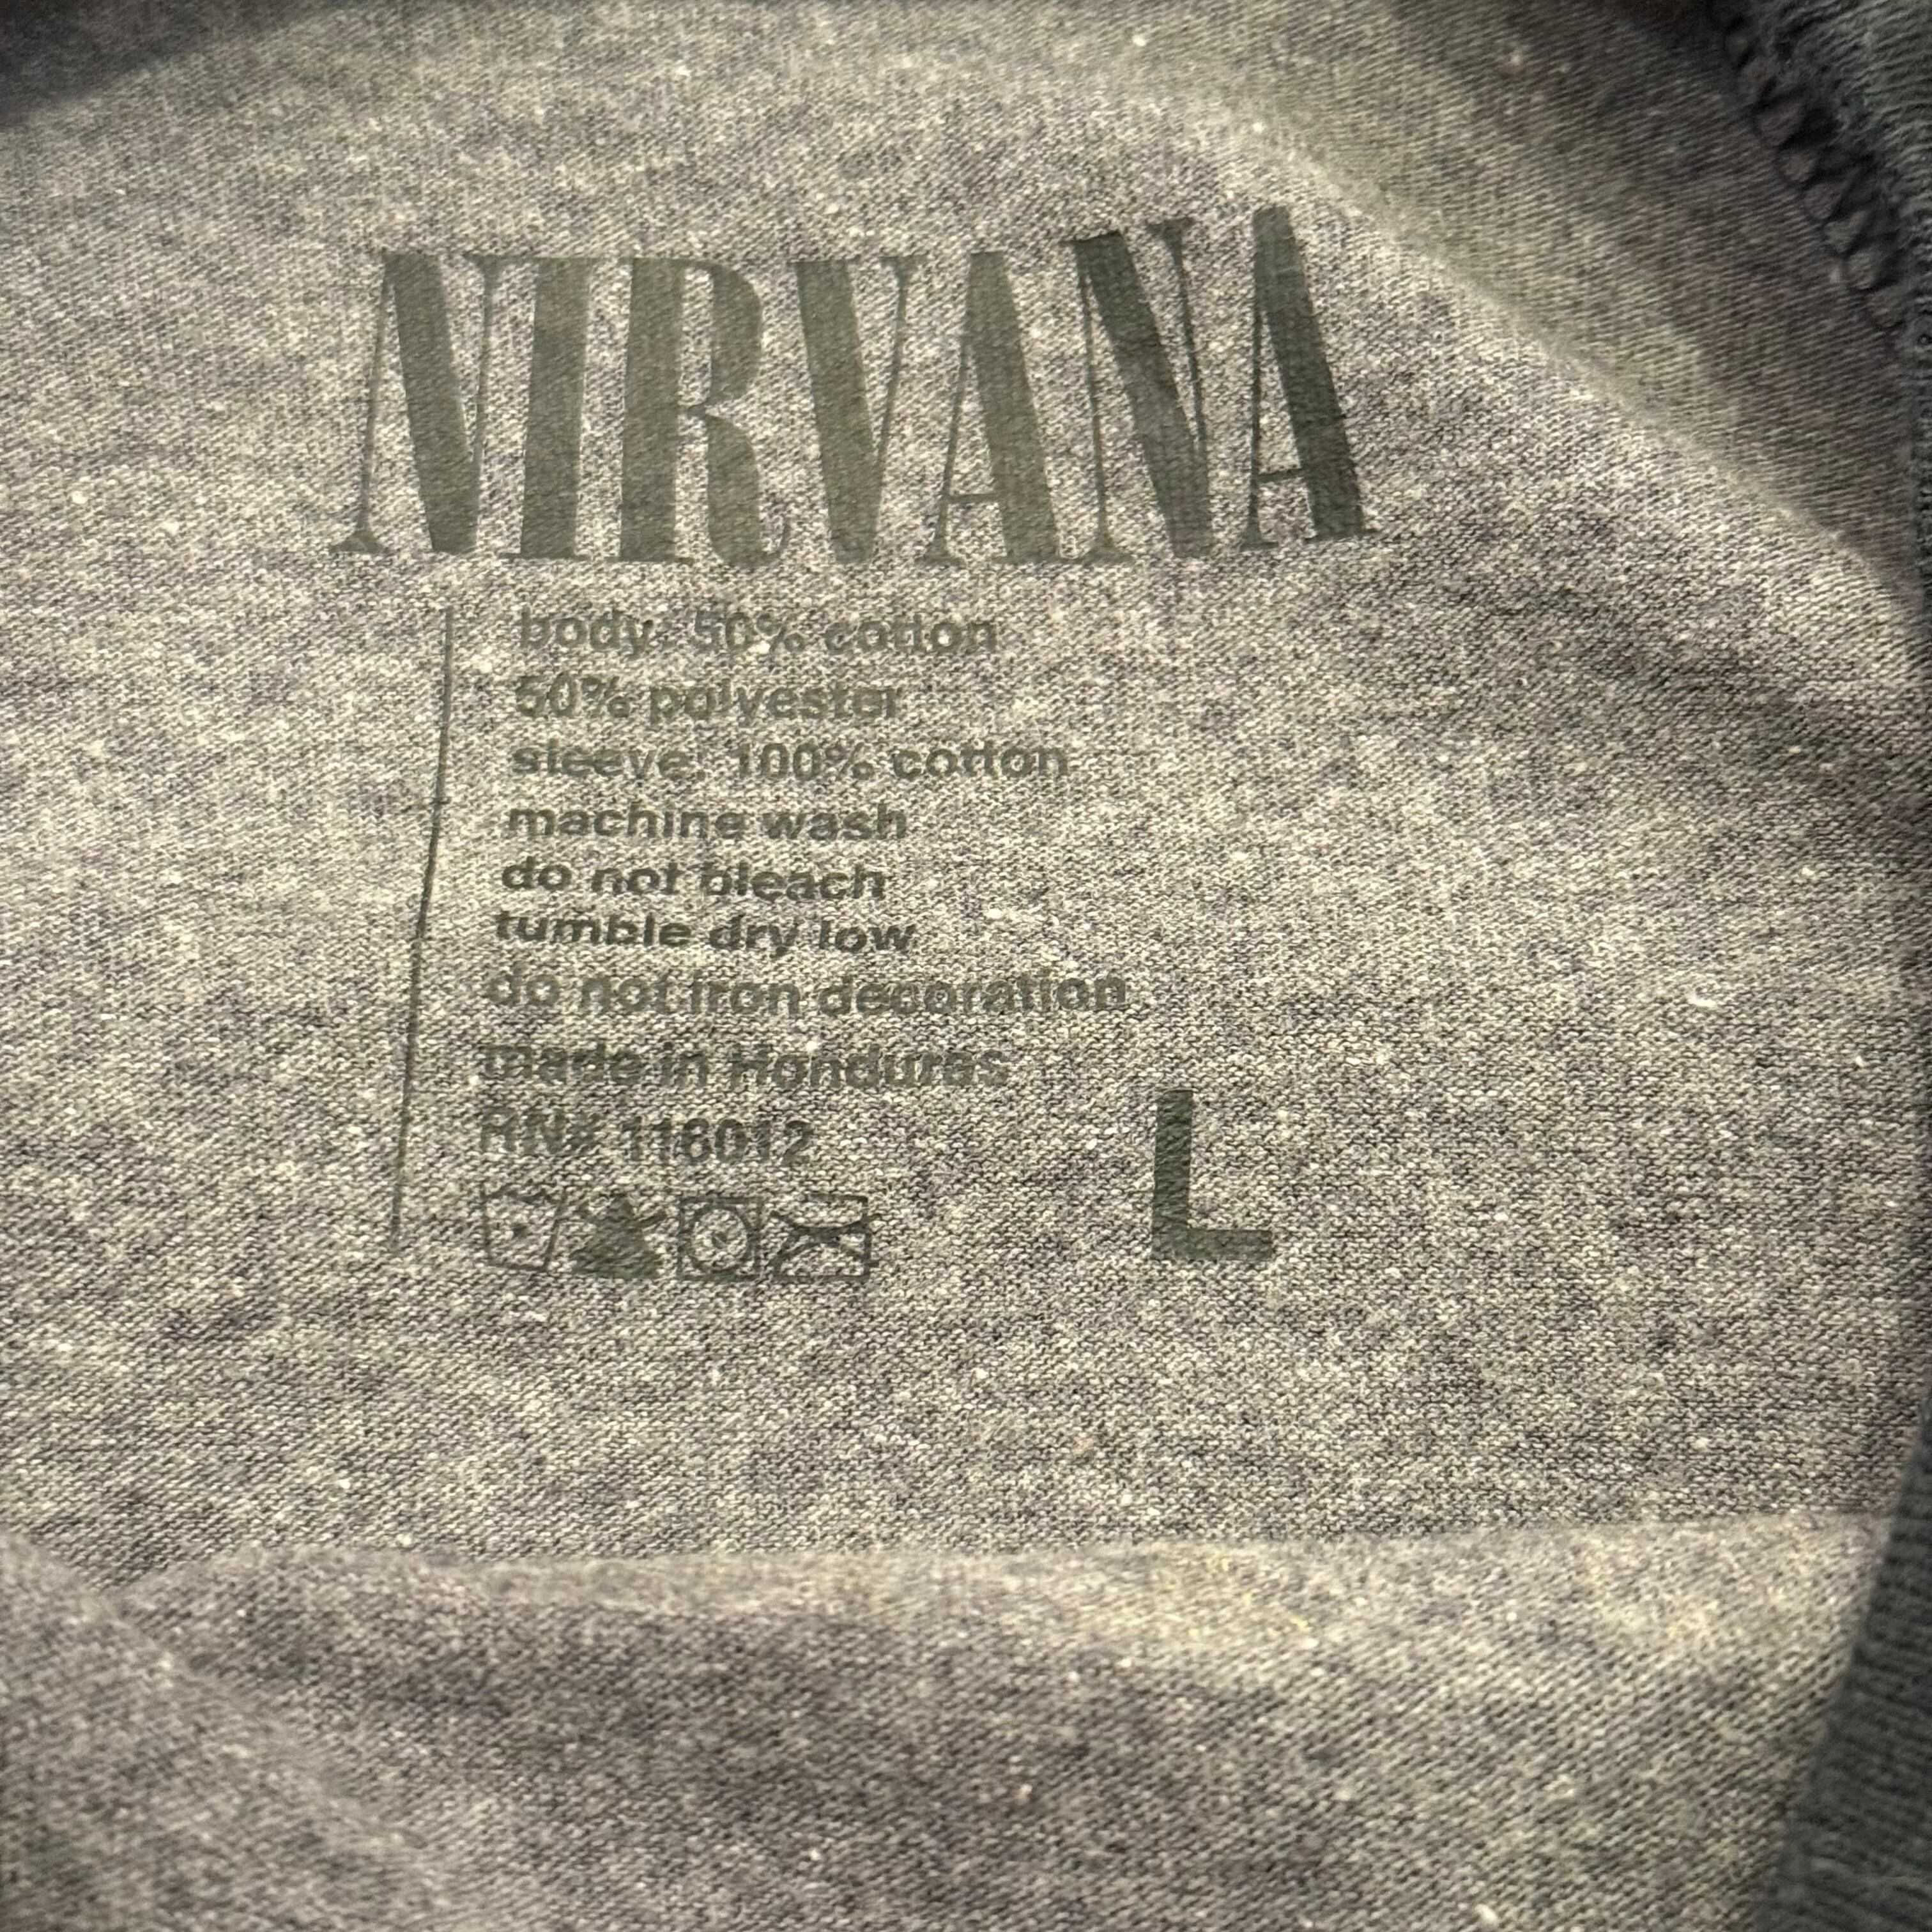 NIRVANA
body: 50% cotton
50% polyester
sleeve: 100% cotton
machine wash
do not bleach
tumble dry low
do not iron decoration
made in Honduras
RN# 116012
L